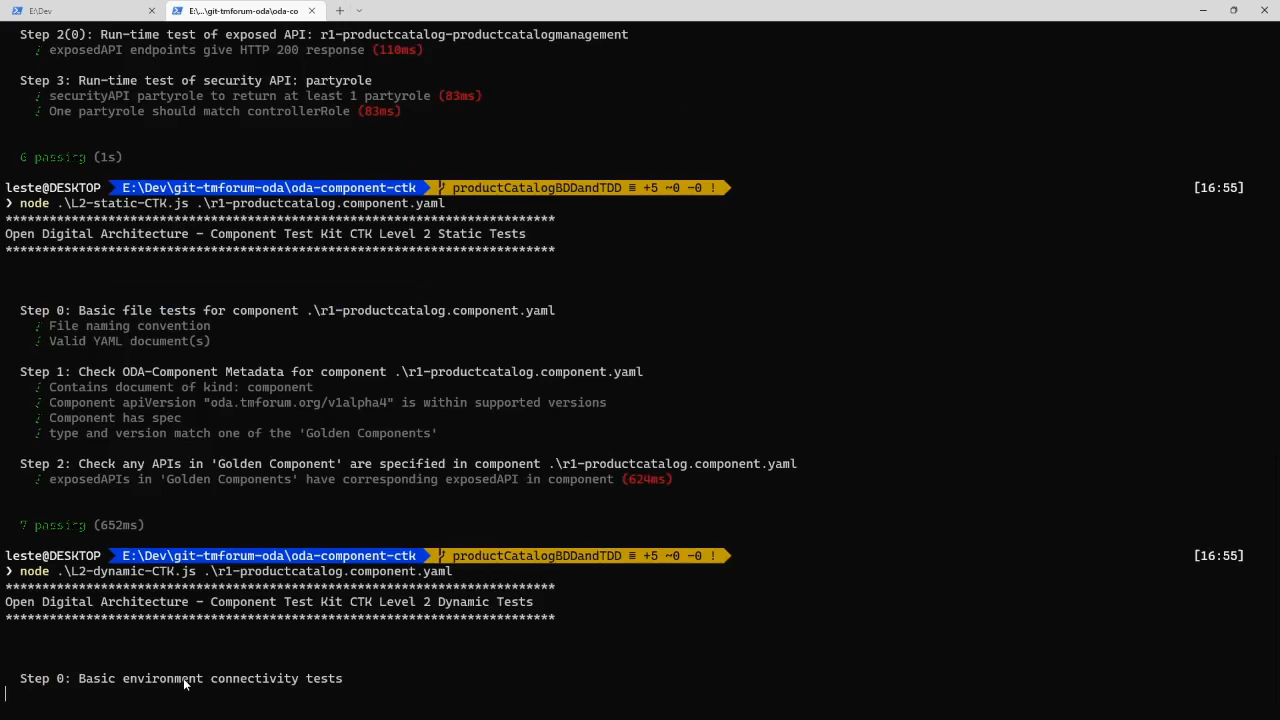 E:\Dev
E:\...\git-tmforum-oda\oda-co
Step 2(0): Run-time test of exposed API: r1-productcatalog-productcatalogmanagement
exposedAPI endpoints give HTTP 200 response (110ms)
Step 3: Run-time test of security API: partyrole
securityAPI partyrole to return at least 1 partyrole (83ms)
One partyrole should match controllerRole (83ms)
6 passing (1s)
leste@DESKTOP E:\Dev\git-tmforum-oda\oda-component-ctk productCatalogBDDandTDD ≡ +5 ~0 -0 ! [16:55]
❯ node .\L2-static-CTK.js .\r1-productcatalog.component.yaml
***************************************************************************
Open Digital Architecture - Component Test Kit CTK Level 2 Static Tests
***************************************************************************
Step 0: Basic file tests for component .\r1-productcatalog.component.yaml
File naming convention
Valid YAML document(s)
Step 1: Check ODA-Component Metadata for component .\r1-productcatalog.component.yaml
Contains document of kind: component
Component apiVersion "oda.tmforum.org/v1alpha4" is within supported versions
Component has spec
type and version match one of the 'Golden Components'
Step 2: Check any APIs in 'Golden Component' are specified in component .\r1-productcatalog.component.yaml
exposedAPIs in 'Golden Components' have corresponding exposedAPI in component (624ms)
7 passing (652ms)
leste@DESKTOP E:\Dev\git-tmforum-oda\oda-component-ctk productCatalogBDDandTDD ≡ +5 ~0 -0 ! [16:55]
❯ node .\L2-dynamic-CTK.js .\r1-productcatalog.component.yaml
***************************************************************************
Open Digital Architecture - Component Test Kit CTK Level 2 Dynamic Tests
***************************************************************************
Step 0: Basic environment connectivity tests